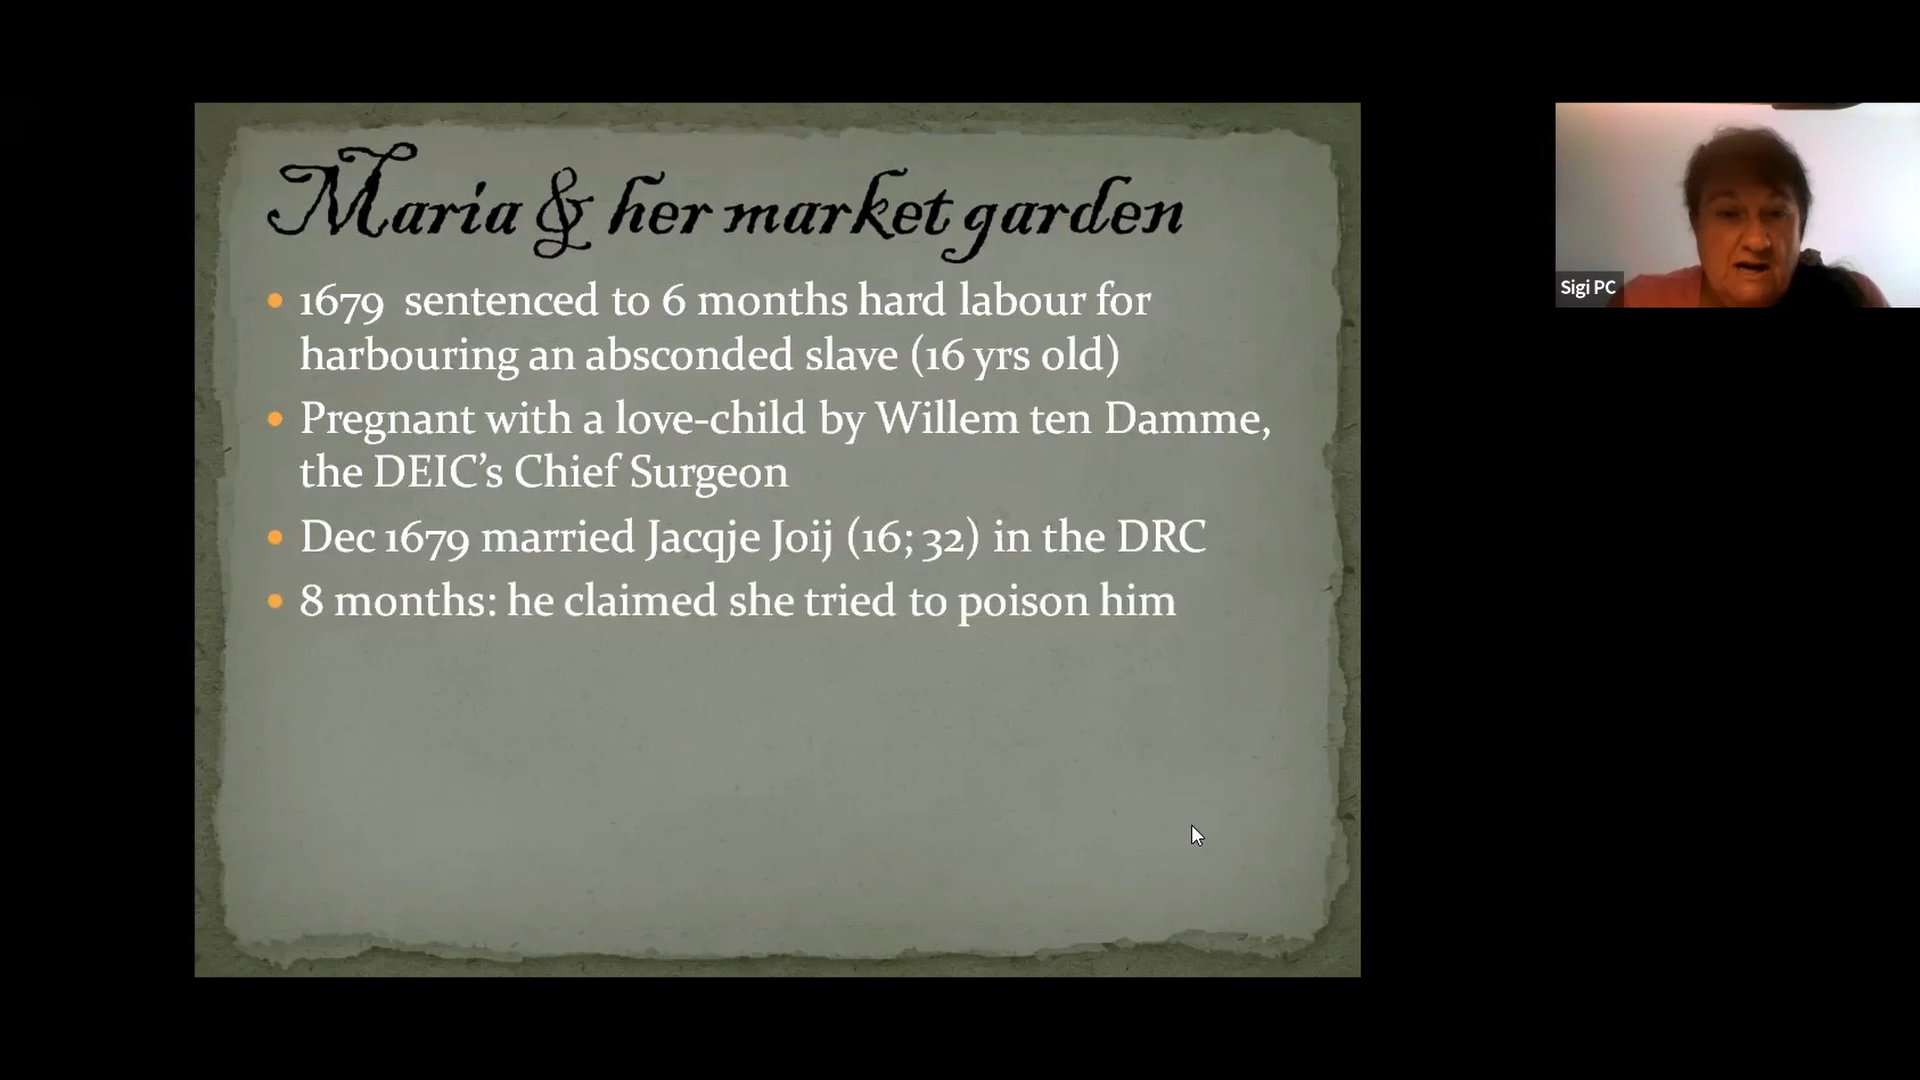 Maria & her market garden
1679 sentenced to 6 months hard labour for
harbouring an absconded slave (16 yrs old)
Pregnant with a love-child by Willem ten Damme,
the DEIC's Chief Surgeon
Dec 1679 married Jacqje Joij (16; 32) in the DRC
8 months: he claimed she tried to poison him
Sigi PC